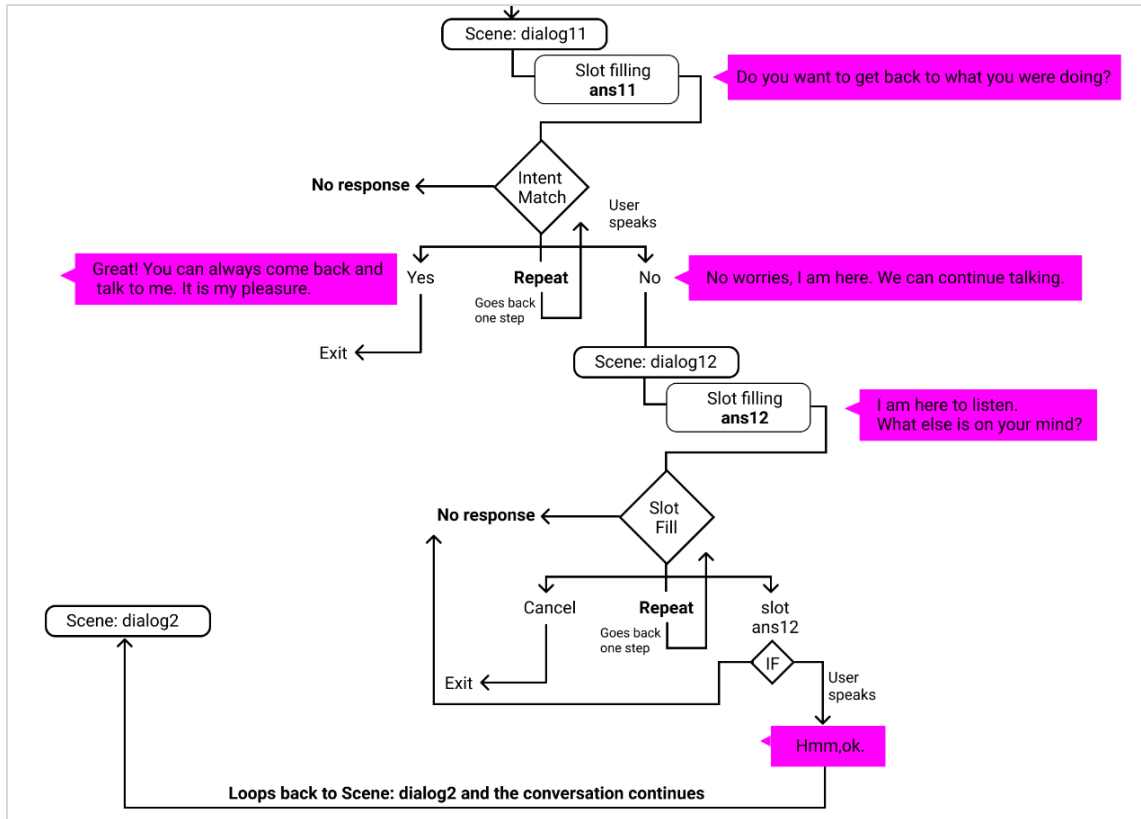 Scene: dialog11
Slot filling
ans11
Do you want to get back to what you were doing?
Intent
Match
No response
User
speaks
Great! You can always come back and
talk to me. It is my pleasure.
Yes
Repeat
No
No worries, I am here. We can continue talking.
Goes back
one step
Exit
Scene: dialog12
Slot filling
ans12
I am here to listen.
What else is on your mind?
Slot
Fill
No response
Cancel
Repeat
slot
ans12
Goes back
one step
Scene: dialog2
IF
Exit
User
speaks
Hmm,ok.
Loops back to Scene: dialog2 and the conversation continues